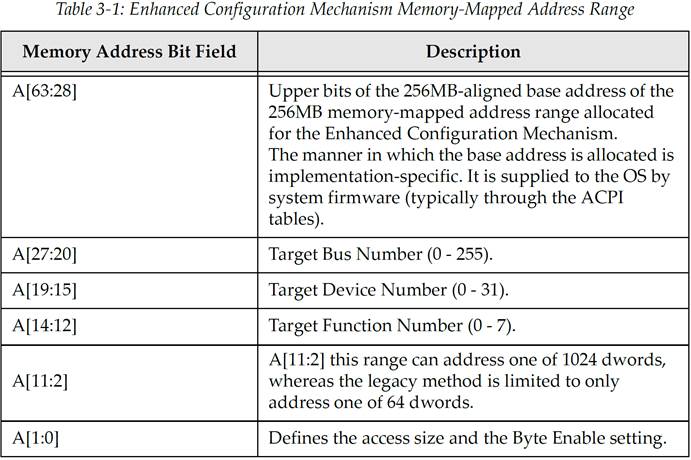 Table 3-1: Enhanced Configuration Mechanism Memory-Mapped Address Range
Memory Address Bit Field
Description
A[63:28]
Upper bits of the 256MB-aligned base address of the
256MB memory-mapped address range allocated
for the Enhanced Configuration Mechanism.
The manner in which the base address is allocated is
implementation-specific. It is supplied to the OS by
system firmware (typically through the ACPI
tables).
A[27:20]
Target Bus Number (0 - 255).
A[19:15]
Target Device Number (0 - 31).
A[14:12]
Target Function Number (0 - 7).
A[11:2]
A[11:2] this range can address one of 1024 dwords,
whereas the legacy method is limited to only
address one of 64 dwords.
A[1:0]
Defines the access size and the Byte Enable setting.